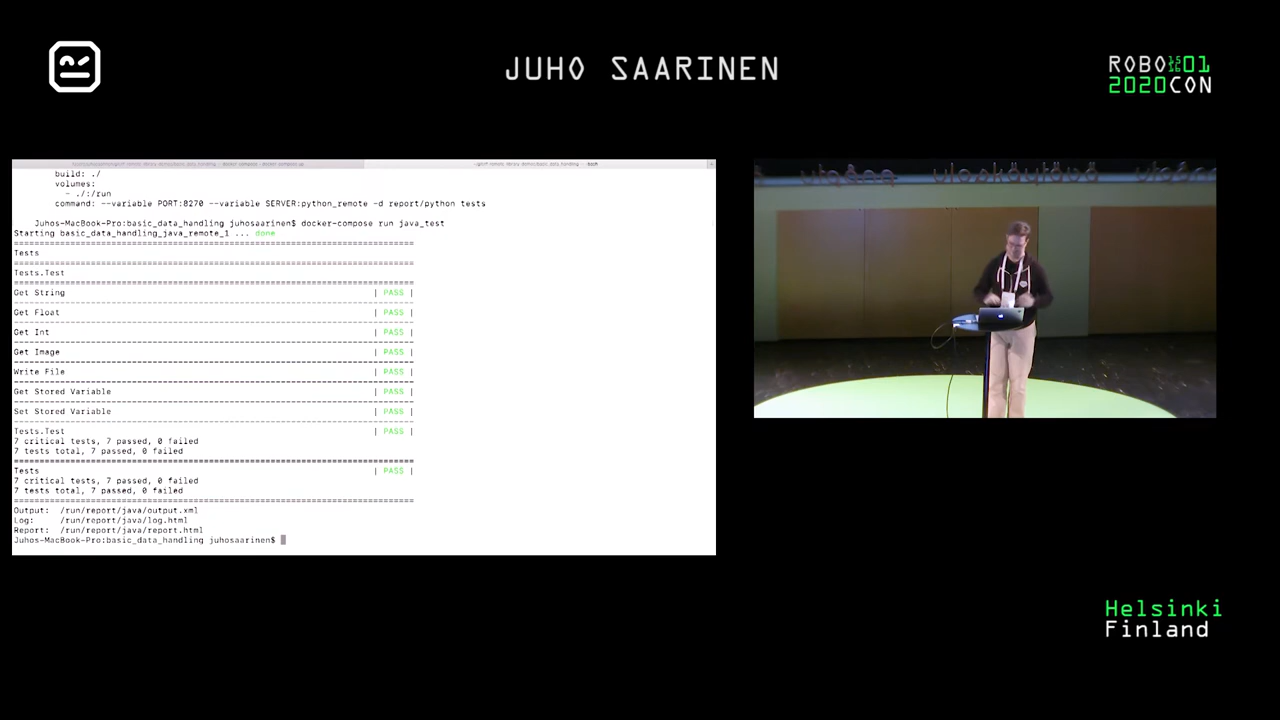 JUHO SAARINEN
ROBO 01
2020CON
build: ./
volumes:
- ./:/run
command: --variable PORT:8270 --variable SERVER:python_remote -d report/python tests
Juhos-MacBook-Pro:basic_data_handling juhosaarinen$ docker-compose run java_test
Starting basic_data_handling_java_remote_1 ... done
==============================================================================
Tests
==============================================================================
Tests.Test
==============================================================================
Get String | PASS |
------------------------------------------------------------------------------
Get Float | PASS |
------------------------------------------------------------------------------
Get Int | PASS |
------------------------------------------------------------------------------
Get Image | PASS |
------------------------------------------------------------------------------
Write File | PASS |
------------------------------------------------------------------------------
Get Stored Variable | PASS |
------------------------------------------------------------------------------
Set Stored Variable | PASS |
------------------------------------------------------------------------------
Tests.Test | PASS |
7 critical tests, 7 passed, 0 failed
7 tests total, 7 passed, 0 failed
==============================================================================
Tests | PASS |
7 critical tests, 7 passed, 0 failed
7 tests total, 7 passed, 0 failed
==============================================================================
Output: /run/report/java/output.xml
Log: /run/report/java/log.html
Report: /run/report/java/report.html
Juhos-MacBook-Pro:basic_data_handling juhosaarinen$
Helsinki
Finland